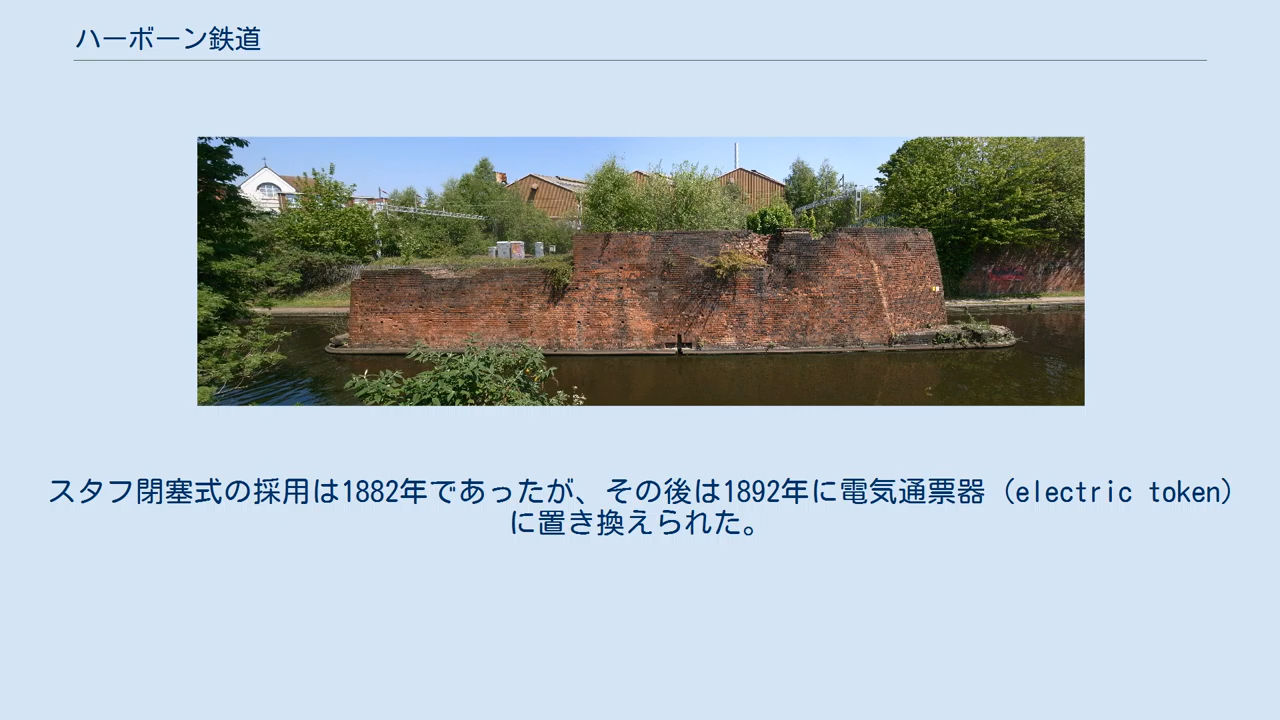 ハーボーン鉄道
スタフ閉塞式の採用は1882年であったが、その後は1892年に電気通票器（electric token）
に置き換えられた。